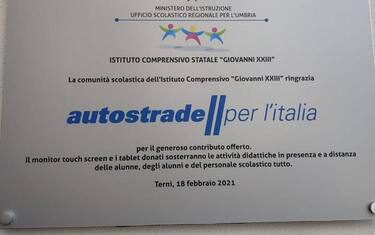 MINISTERO DELL'ISTRUZIONE
UFFICIO SCOLASTICO REGIONALE PER L'UMBRIA
ISTITUTO COMPRENSIVO STATALE "GIOVANNI XXIII"
La comunità scolastica dell'Istituto Comprensivo "Giovanni XXIII" ringrazia
autostrade per l'italia
per il generoso contributo offerto.
Il monitor touch screen e i tablet donati sosterranno le attività didattiche in presenza e a distanza
delle alunne, degli alunni e del personale scolastico tutto.
Terni, 18 febbraio 2021